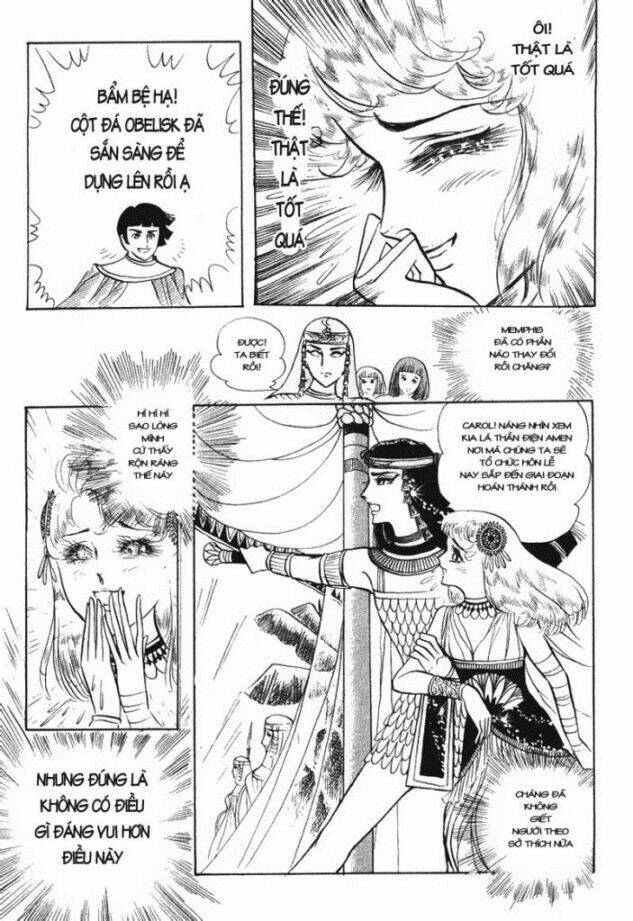 ÔI!
THẬT LÀ
TỐT QUÁ
ĐÚNG
THẾ!
THẬT
LÀ
TỐT
QUÁ
BẨM BỆ HẠ!
CỘT ĐÁ OBELISK ĐÃ
SẴN SÀNG ĐỂ
DỰNG LÊN RỒI Ạ
MEMPHIS
ĐÃ CÓ PHẦN
NÀO THAY ĐỔI
RỒI CHĂNG?
ĐƯỢC!
TA BIẾT
RỒI!
CAROL! NÀNG NHÌN XEM
KIA LÀ THẦN ĐIỆN AMEN
NƠI MÀ CHÚNG TA SẼ
TỔ CHỨC HÔN LỄ
NAY SẮP ĐẾN GIAI ĐOẠN
HOÀN THÀNH RỒI
HÍ HÍ HÍ
SAO LÒNG
MÌNH
CỨ THẤY
RỘN RÀNG
THẾ NÀY
CHÀNG ĐÃ
KHÔNG
GIẾT
NGƯỜI THEO
SỞ THÍCH NỮA
NHƯNG ĐÚNG LÀ
KHÔNG CÓ ĐIỀU
GÌ ĐÁNG VUI HƠN
ĐIỀU NÀY